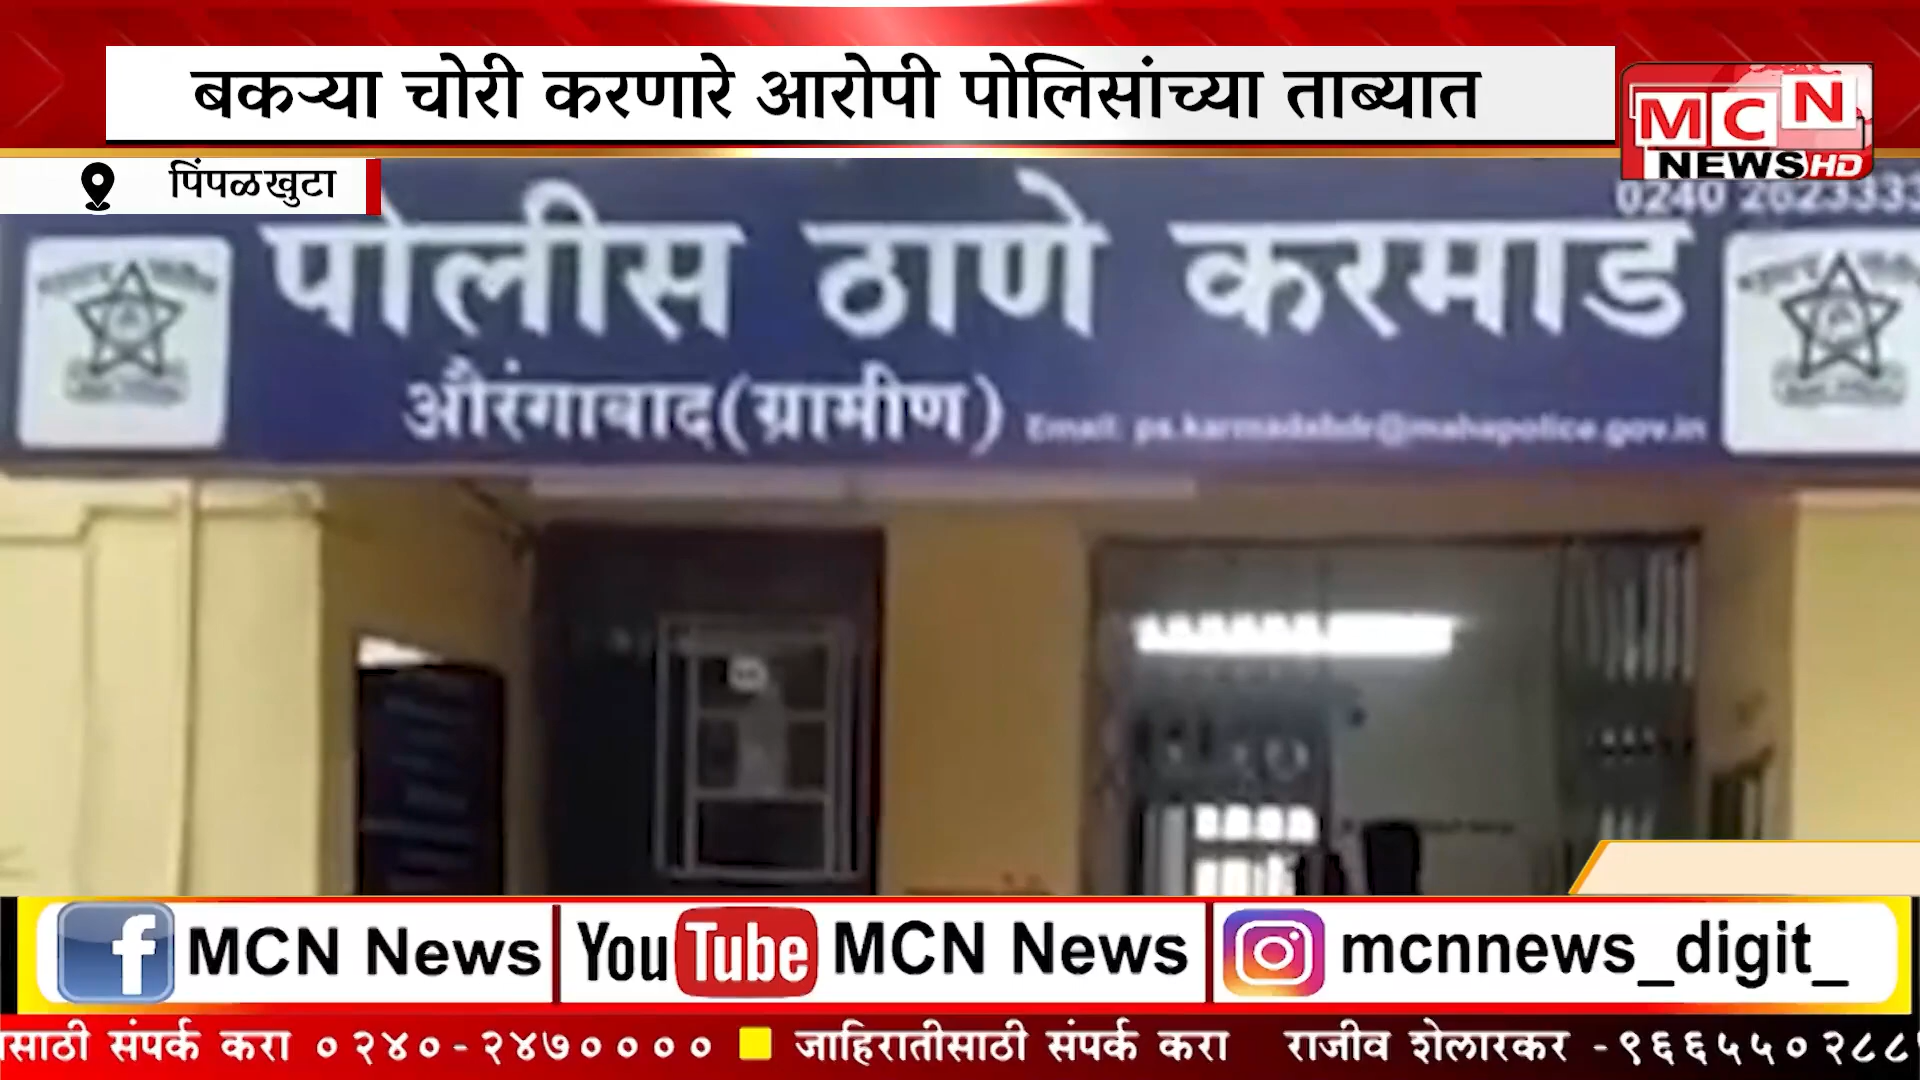 बकऱ्या चोरी करणारे आरोपी पोलिसांच्या ताब्यात
MCN
NEWS HD
पिंपळखुटा
पोलीस ठाणे करमाड
औरंगाबाद(ग्रामीण)
MCN News
YouTube MCN News
mcnnews_digit_
साठी संपर्क करा ०२४०-२४७०००० जाहिरातीसाठी संपर्क करा राजीव शेलारकर -९६६५५०२८८